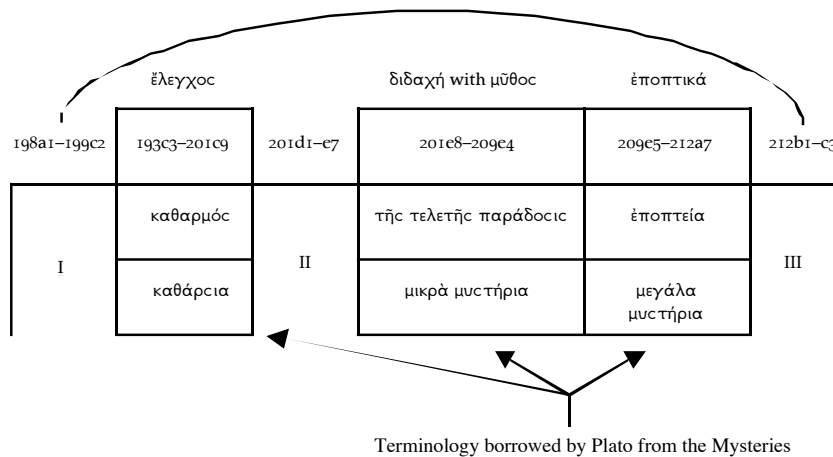 ἔλεγχοϲ διδαχή with μῦθοϲ ἐποπτικά
198a1–199c2 193c3–201c9 201d1–e7 201e8–209e4 209e5–212a7 212b1–c3
καθαρμόϲ τῆϲ τελετῆϲ παράδοϲιϲ ἐποπτεία
I II III
καθάρϲια μικρὰ μυϲτήρια μεγάλα
μυϲτήρια
Terminology borrowed by Plato from the Mysteries